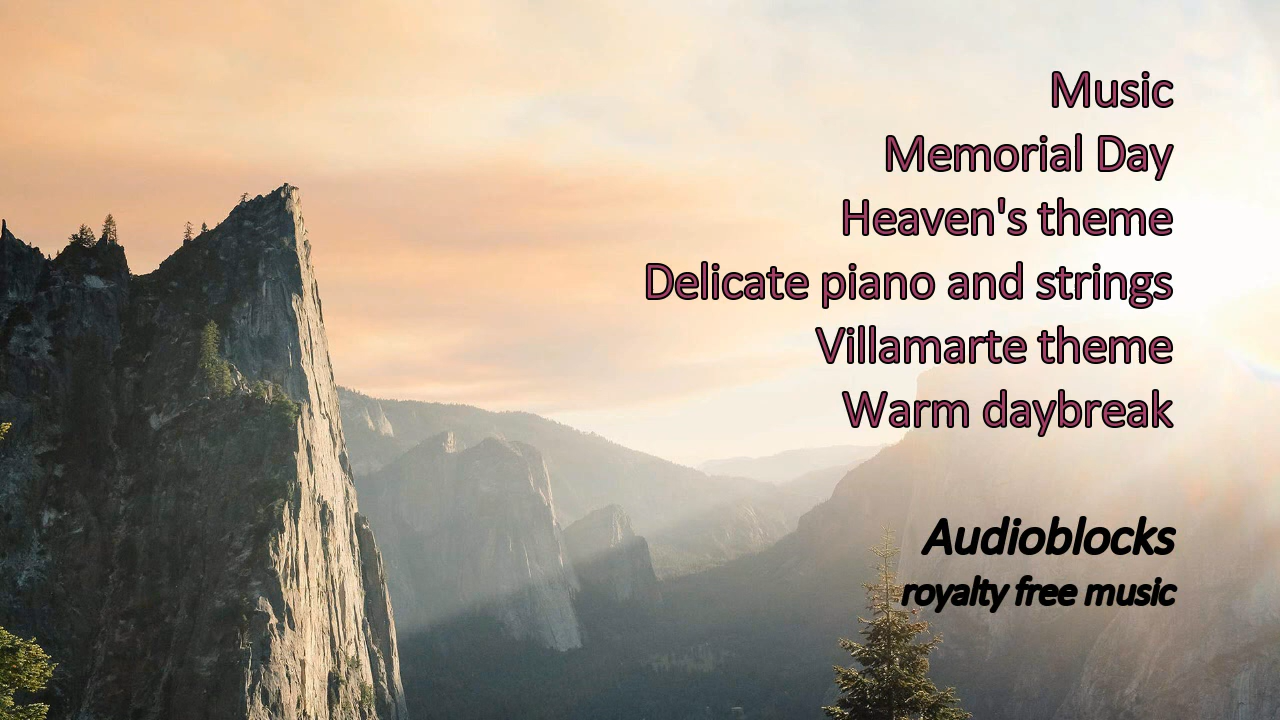 Music
Memorial Day
Heaven's theme
Delicate piano and strings
Villamarte theme
Warm daybreak
Audioblocks
royalty free music